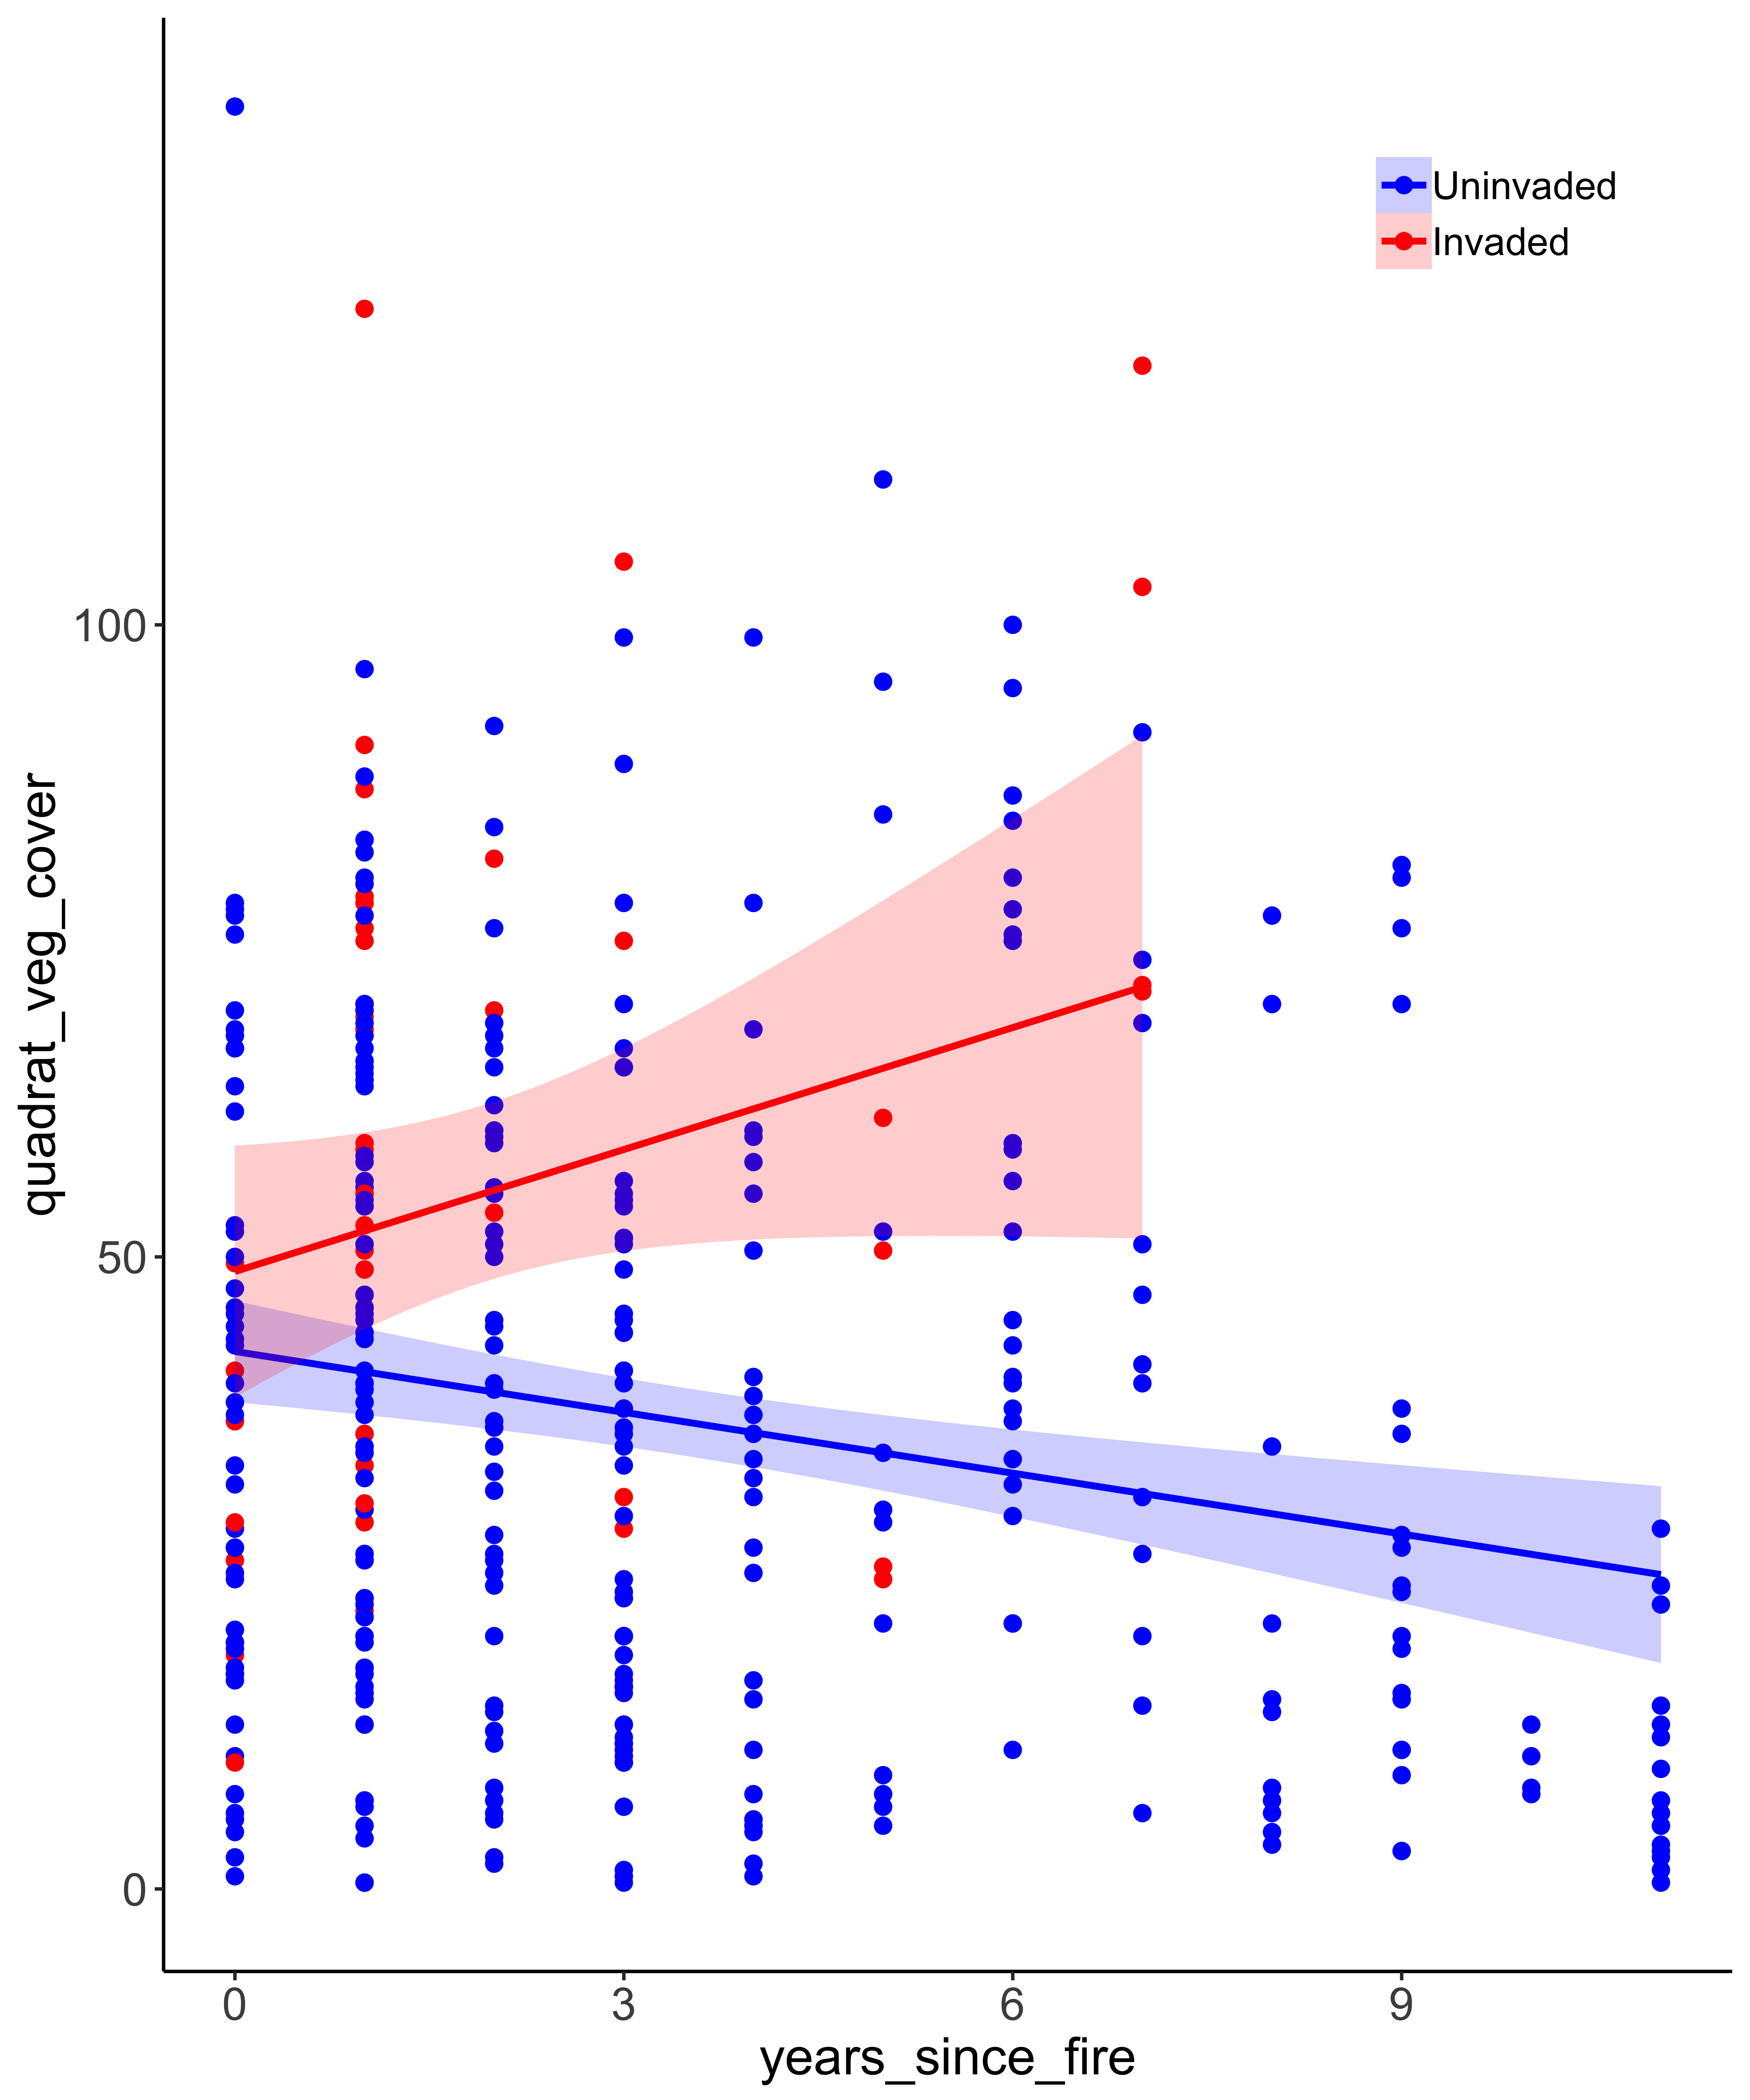 Uninvaded
Invaded
quadrat_veg_cover
100
50
0
0 3 6 9
years_since_fire